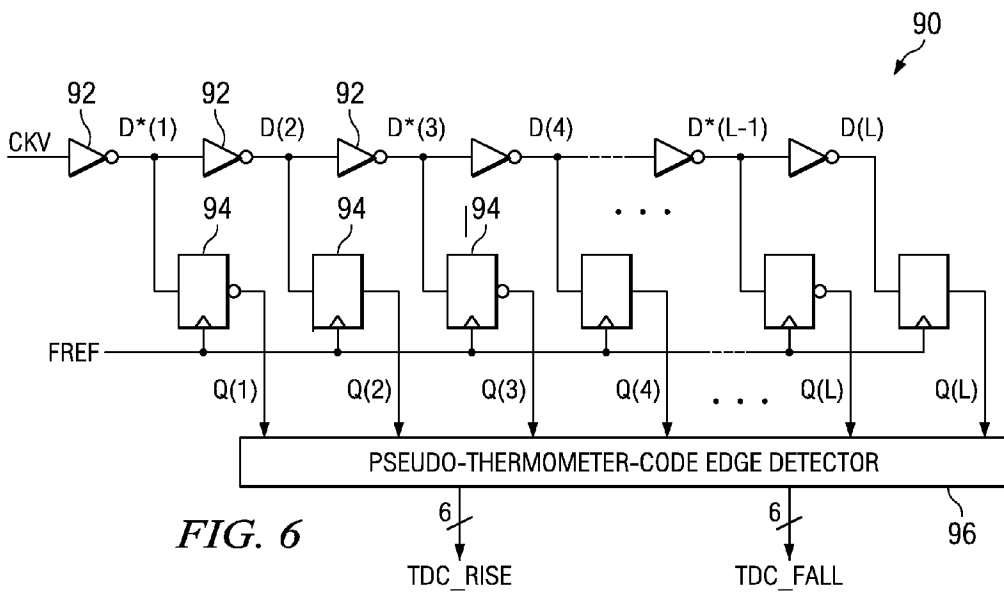 90
92 92 92
CKV D*(1) D(2) D*(3) D(4) D*(L-1) D(L)
94 94 94
. . .
FREF
Q(1) Q(2) Q(3) Q(4) . . . Q(L) Q(L)
PSEUDO-THERMOMETER-CODE EDGE DETECTOR
6 6 96
FIG. 6
TDC_RISE TDC_FALL